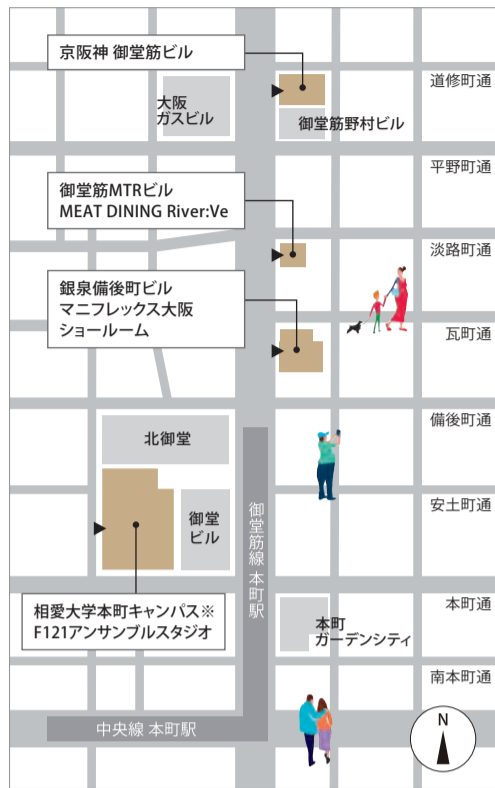 京阪神 御堂筋ビル
道修町通
大阪
ガスビル
御堂筋野村ビル
平野町通
御堂筋MTRビル
MEAT DINING River:Ve
淡路町通
銀泉備後町ビル
マニフレックス大阪
ショールーム
瓦町通
備後町通
北御堂
安土町通
御堂
ビル
御堂筋線 本町駅
相愛大学本町キャンパス※
F121アンサンブルスタジオ
本町通
本町
ガーデンシティ
南本町通
中央線 本町駅
N